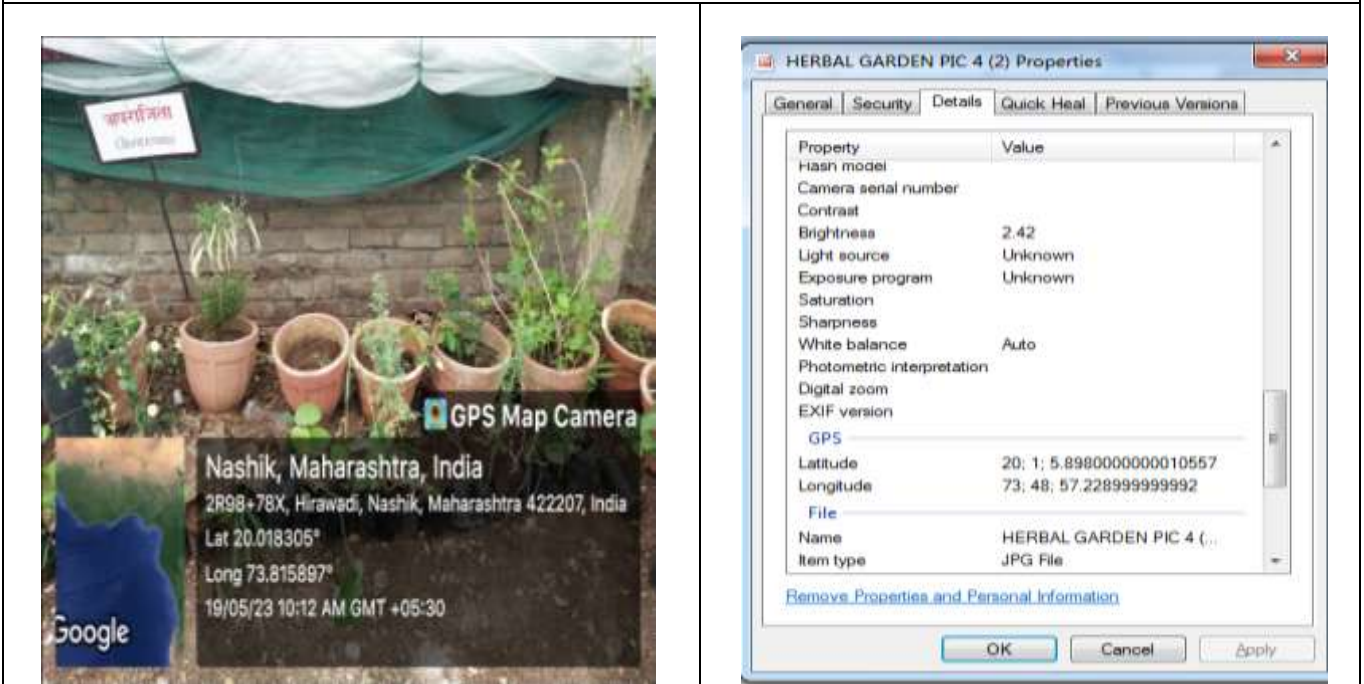 अपराजिता
GPS Map Camera
Nashik, Maharashtra, India
2R98+78X, Hirawadi, Nashik, Maharashtra 422207, India
Lat 20.018305°
Long 73.815897°
19/05/23 10:12 AM GMT +05:30
Google
HERBAL GARDEN PIC 4 (2) Properties
General Security Details Quick Heal Previous Versions
Property Value
Flash model
Camera serial number
Contrast
Brightness 2.42
Light source Unknown
Exposure program Unknown
Saturation
Sharpness
White balance Auto
Photometric interpretation
Digital zoom
EXIF version
GPS
Latitude 20; 1; 5.8980000000010557
Longitude 73; 48; 57.228999999992
File
Name HERBAL GARDEN PIC 4 (...
Item type JPG File
Remove Properties and Personal Information
OK Cancel Apply